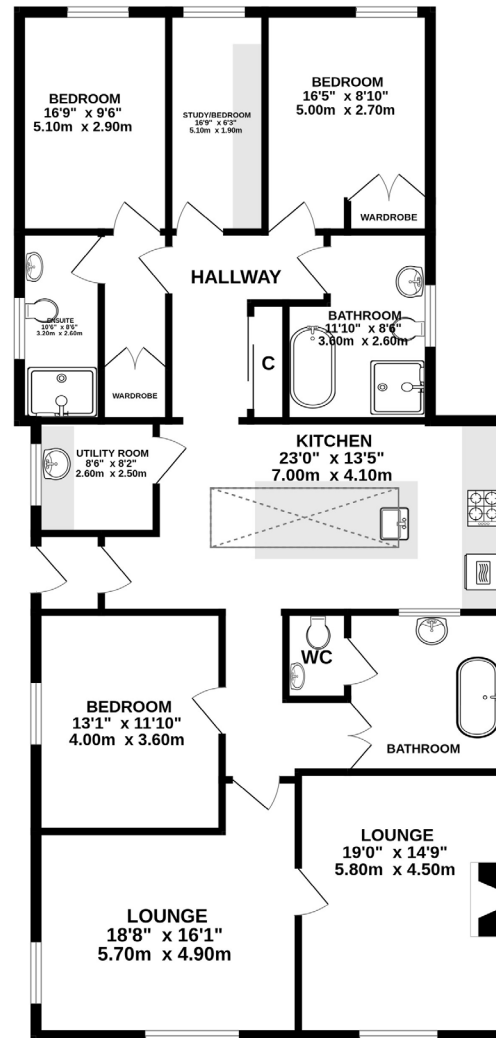 BEDROOM
16'9" x 9'6"
5.10m x 2.90m
STUDY/BEDROOM
16'9" x 6'3"
5.10m x 1.90m
BEDROOM
16'5" x 8'10"
5.00m x 2.70m
WARDROBE
HALLWAY
ENSUITE
10'6" x 8'6"
3.20m x 2.60m
WARDROBE
C
BATHROOM
11'10" x 8'6"
3.60m x 2.60m
UTILITY ROOM
8'6" x 8'2"
2.60m x 2.50m
KITCHEN
23'0" x 13'5"
7.00m x 4.10m
WC
BEDROOM
13'1" x 11'10"
4.00m x 3.60m
BATHROOM
LOUNGE
19'0" x 14'9"
5.80m x 4.50m
LOUNGE
18'8" x 16'1"
5.70m x 4.90m